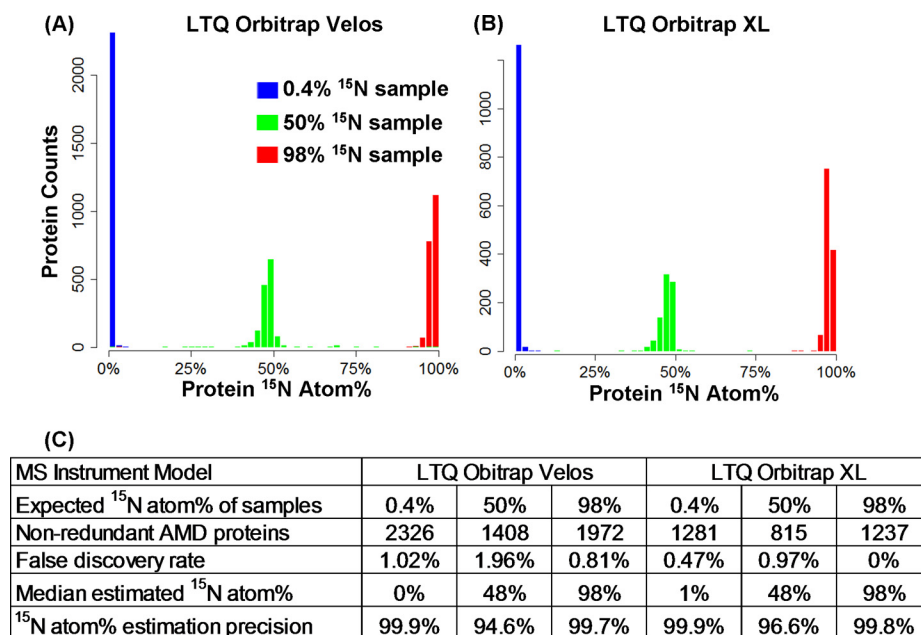 (A) LTQ Orbitrap Velos
(B) LTQ Orbitrap XL
Protein Counts
2000
1500
1000
500
0
0.4% ¹⁵N sample
50% ¹⁵N sample
98% ¹⁵N sample
0% 25% 50% 75% 100%
Protein ¹⁵N Atom%
1200
800
600
400
200
0
0% 25% 50% 75% 100%
Protein ¹⁵N Atom%
(C)
MS Instrument Model LTQ Obitrap Velos LTQ Orbitrap XL
Expected ¹⁵N atom% of samples 0.4% 50% 98% 0.4% 50% 98%
Non-redundant AMD proteins 2326 1408 1972 1281 815 1237
False discovery rate 1.02% 1.96% 0.81% 0.47% 0.97% 0%
Median estimated ¹⁵N atom% 0% 48% 98% 1% 48% 98%
¹⁵N atom% estimation precision 99.9% 94.6% 99.7% 99.9% 96.6% 99.8%